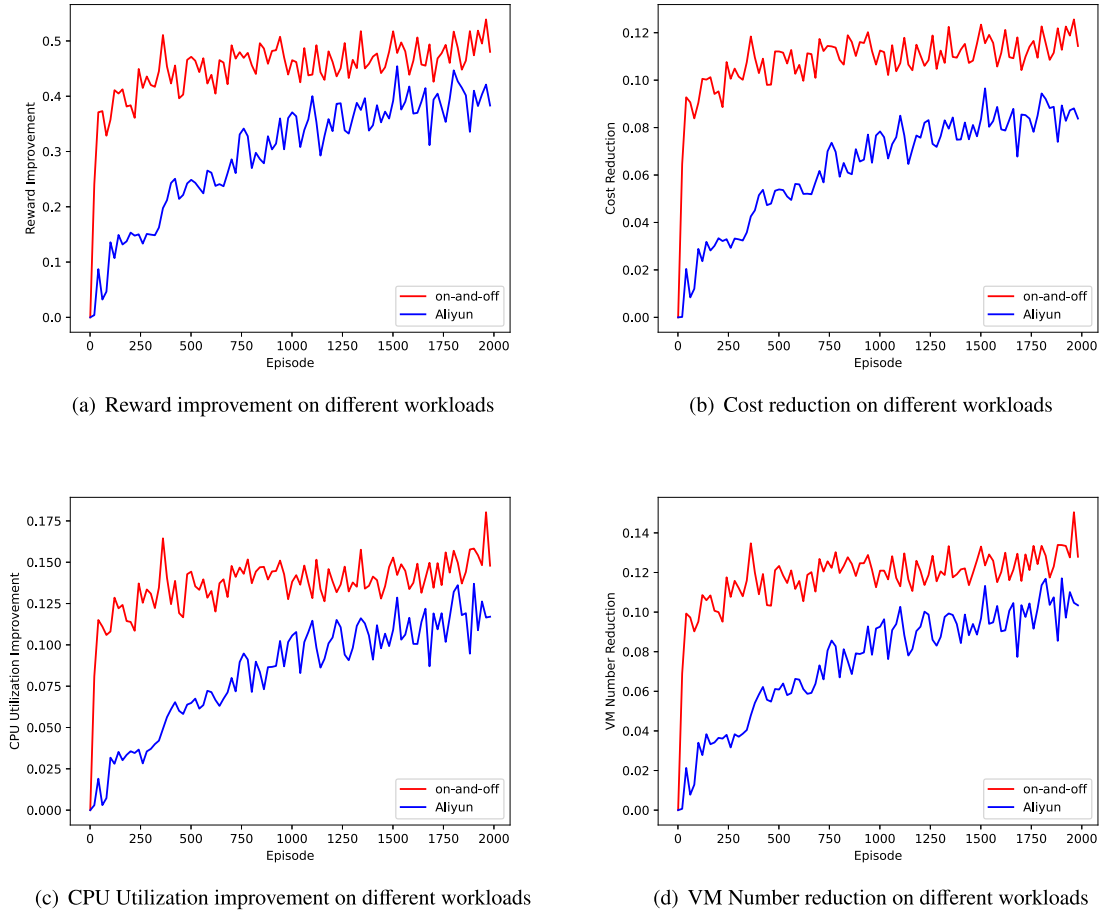 0.5
0.4
0.3
0.2
0.1
0.0
Reward Improvement
on-and-off
Aliyun
0 250 500 750 1000 1250 1500 1750 2000
Episode
(a) Reward improvement on different workloads
0.12
0.10
0.08
0.06
0.04
0.02
0.00
Cost Reduction
on-and-off
Aliyun
0 250 500 750 1000 1250 1500 1750 2000
Episode
(b) Cost reduction on different workloads
0.175
0.150
0.125
0.100
0.075
0.050
0.025
0.000
CPU Utilization Improvement
on-and-off
Aliyun
0 250 500 750 1000 1250 1500 1750 2000
Episode
(c) CPU Utilization improvement on different workloads
0.14
0.12
0.10
0.08
0.06
0.04
0.02
0.00
VM Number Reduction
on-and-off
Aliyun
0 250 500 750 1000 1250 1500 1750 2000
Episode
(d) VM Number reduction on different workloads